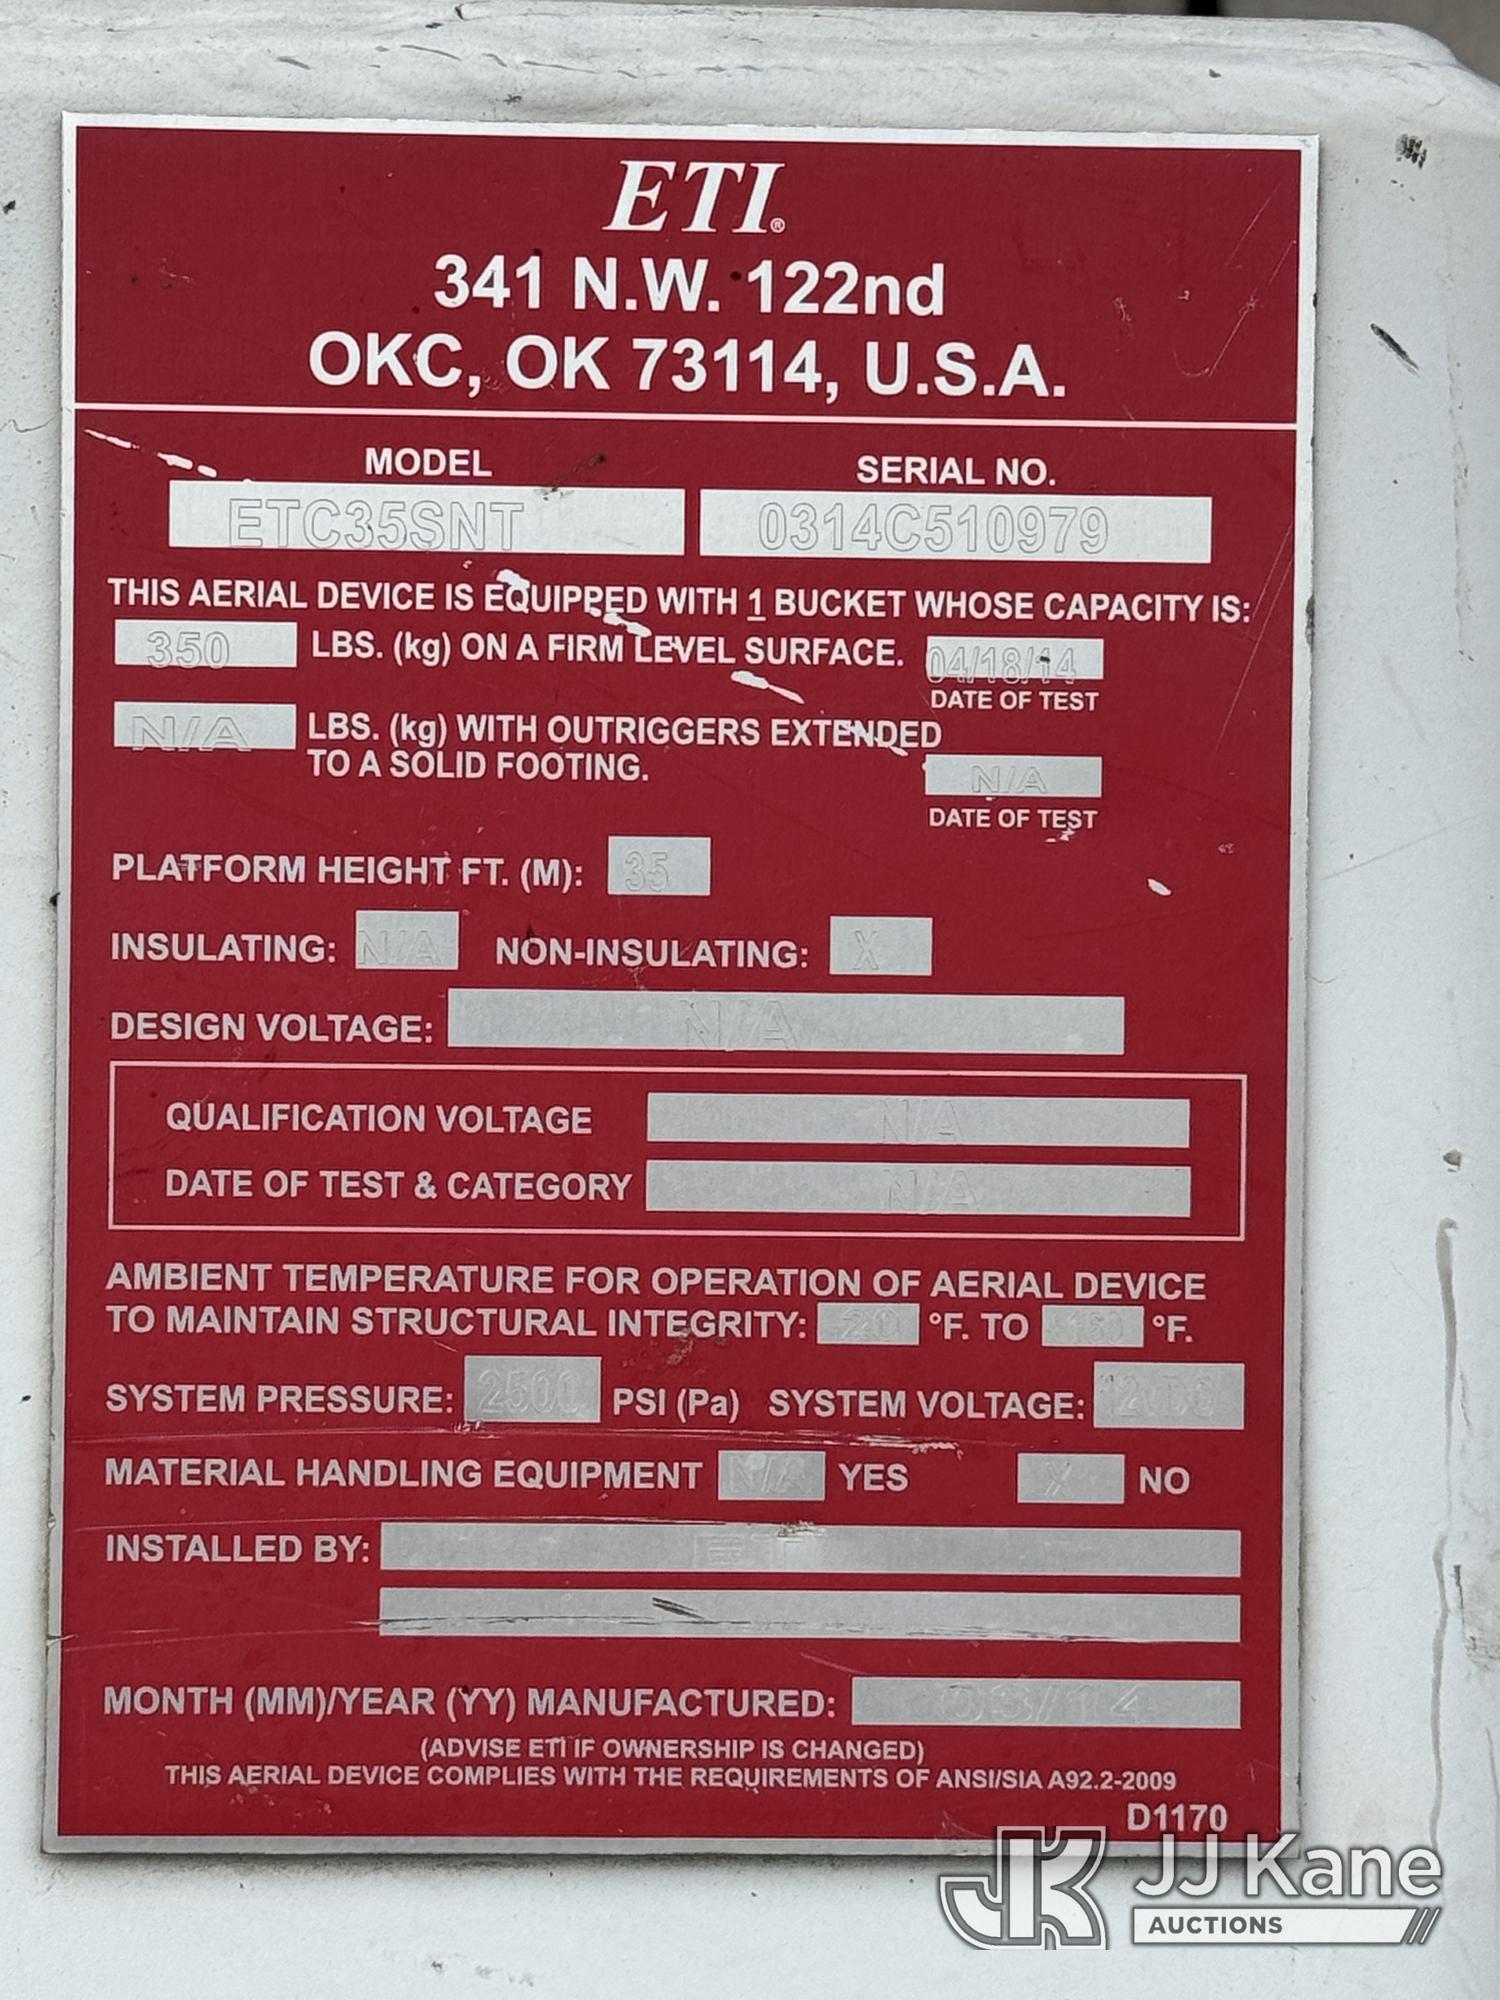 ETI®
341 N.W. 122nd
OKC, OK 73114, U.S.A.
MODEL SERIAL NO.
ETC35SNT 0314C510979
THIS AERIAL DEVICE IS EQUIPPED WITH 1 BUCKET WHOSE CAPACITY IS:
350 LBS. (kg) ON A FIRM LEVEL SURFACE. 04/18/14
DATE OF TEST
N/A LBS. (kg) WITH OUTRIGGERS EXTENDED
TO A SOLID FOOTING. N/A
DATE OF TEST
PLATFORM HEIGHT FT. (M): 35
INSULATING: N/A NON-INSULATING: X
DESIGN VOLTAGE: N/A
QUALIFICATION VOLTAGE N/A
DATE OF TEST & CATEGORY N/A
AMBIENT TEMPERATURE FOR OPERATION OF AERIAL DEVICE
TO MAINTAIN STRUCTURAL INTEGRITY: °F. TO °F.
SYSTEM PRESSURE: 2500 PSI (Pa) SYSTEM VOLTAGE:
MATERIAL HANDLING EQUIPMENT N/A YES X NO
INSTALLED BY:
MONTH (MM)/YEAR (YY) MANUFACTURED: 03/14
(ADVISE ETI IF OWNERSHIP IS CHANGED)
THIS AERIAL DEVICE COMPLIES WITH THE REQUIREMENTS OF ANSI/SIA A92.2-2009
D1170
JK JJ Kane
AUCTIONS